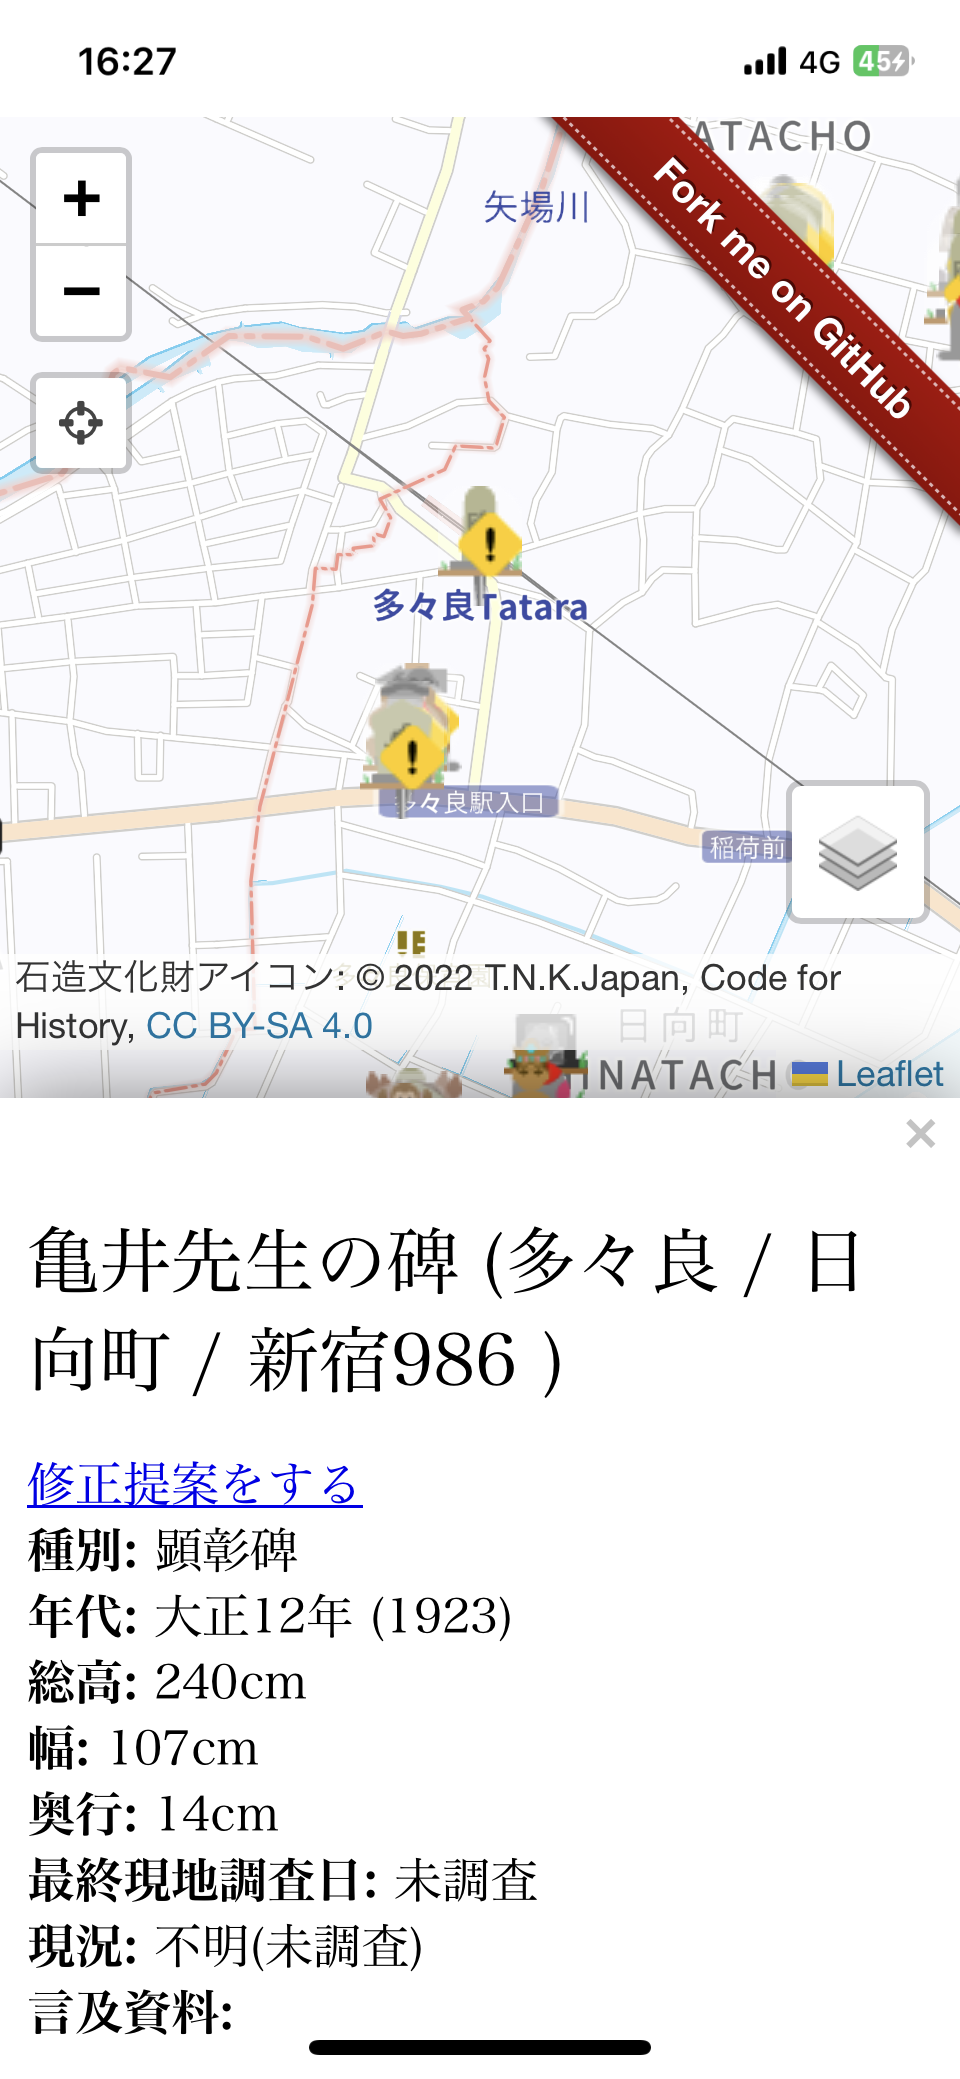 16:27
4G 45
ATACHO
矢場川
Fork me on GitHub
+
−
多々良Tatara
多々良駅入口
稲荷前
石造文化財アイコン: © 2022 T.N.K.Japan, Code for
History, CC BY-SA 4.0
日向町
INATACH
Leaflet
×
亀井先生の碑 (多々良 / 日
向町 / 新宿986 )
修正提案をする
種別: 顕彰碑
年代: 大正12年 (1923)
総高: 240cm
幅: 107cm
奥行: 14cm
最終現地調査日: 未調査
現況: 不明(未調査)
言及資料: